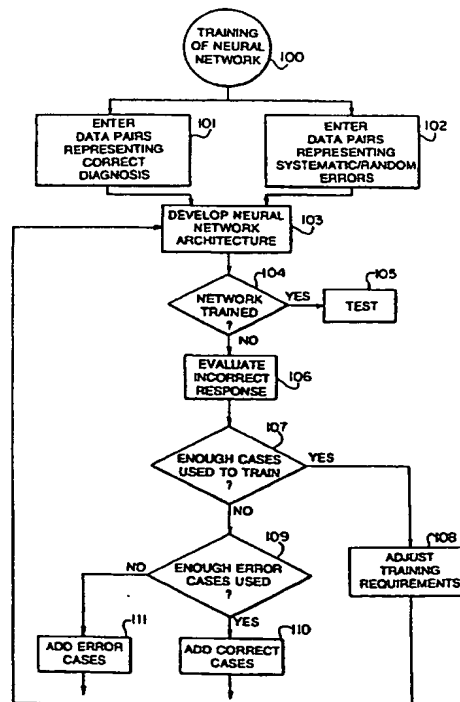 TRAINING
OF NEURAL
NETWORK
100
ENTER
DATA PAIRS
REPRESENTING
CORRECT
DIAGNOSIS
101
ENTER
DATA PAIRS
REPRESENTING
SYSTEMATIC/RANDOM
ERRORS
102
DEVELOP NEURAL
NETWORK
ARCHITECTURE
103
104
NETWORK
TRAINED
?
YES
105
TEST
NO
EVALUATE
INCORRECT
RESPONSE
106
107
ENOUGH CASES
USED TO TRAIN
?
YES
NO
109
ENOUGH ERROR
CASES USED
?
NO
YES
108
ADJUST
TRAINING
REQUIREMENTS
111
ADD ERROR
CASES
110
ADD CORRECT
CASES